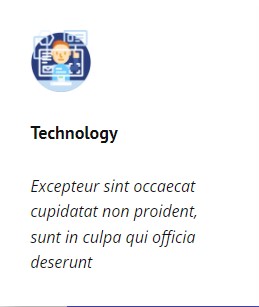 Technology
Excepteur sint occaecat
cupidatat non proident,
sunt in culpa qui officia
deserunt